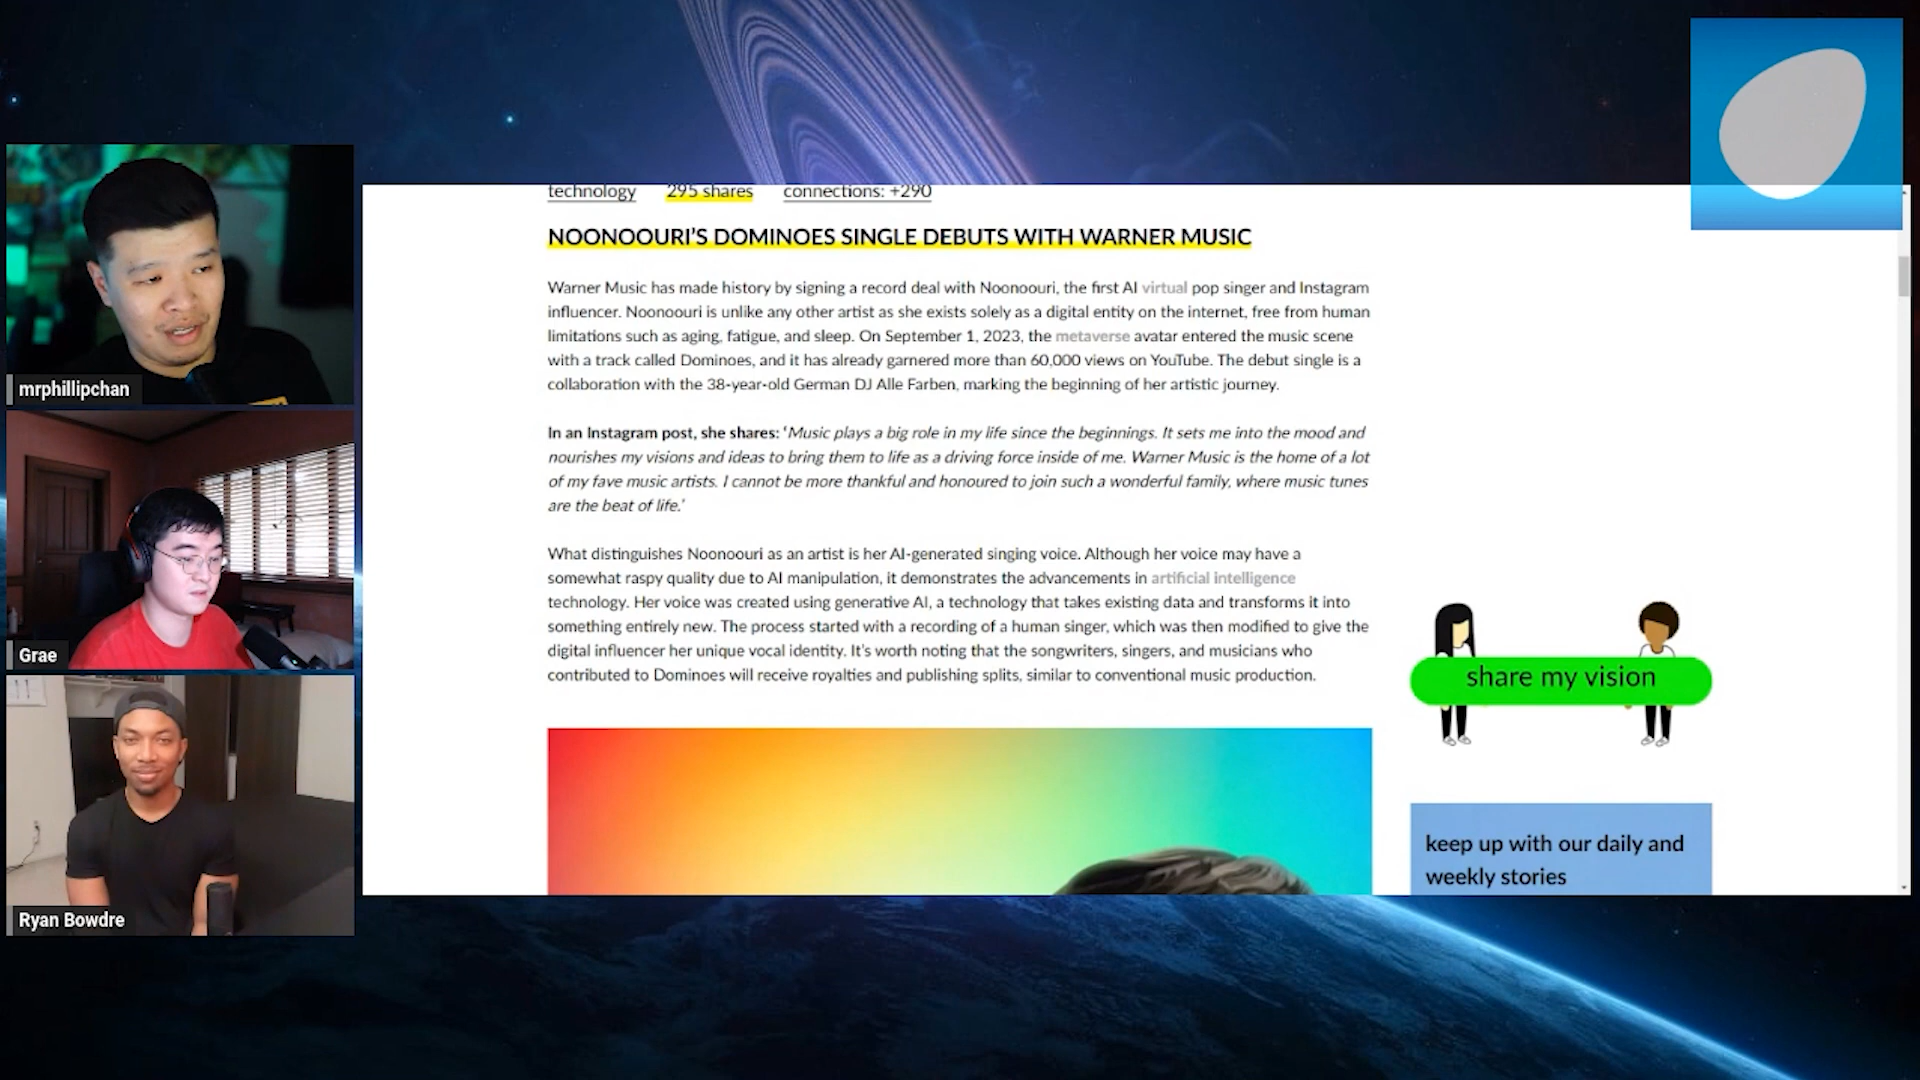 technology 295 shares connections: +290
NOONOOURI'S DOMINOES SINGLE DEBUTS WITH WARNER MUSIC
Warner Music has made history by signing a record deal with Noonoouri, the first AI virtual pop singer and Instagram
influencer. Noonoouri is unlike any other artist as she exists solely as a digital entity on the internet, free from human
limitations such as aging, fatigue, and sleep. On September 1, 2023, the metaverse avatar entered the music scene
with a track called Dominoes, and it has already garnered more than 60,000 views on YouTube. The debut single is a
collaboration with the 38-year-old German DJ Alle Farben, marking the beginning of her artistic journey.
In an Instagram post, she shares: ‘Music plays a big role in my life since the beginnings. It sets me into the mood and
nourishes my visions and ideas to bring them to life as a driving force inside of me. Warner Music is the home of a lot
of my fave music artists. I cannot be more thankful and honoured to join such a wonderful family, where music tunes
are the beat of life.’
What distinguishes Noonoouri as an artist is her AI-generated singing voice. Although her voice may have a
somewhat raspy quality due to AI manipulation, it demonstrates the advancements in artificial intelligence
technology. Her voice was created using generative AI, a technology that takes existing data and transforms it into
something entirely new. The process started with a recording of a human singer, which was then modified to give the
digital influencer her unique vocal identity. It's worth noting that the songwriters, singers, and musicians who
contributed to Dominoes will receive royalties and publishing splits, similar to conventional music production.
share my vision
keep up with our daily and
weekly stories
mrphillipchan
Grae
Ryan Bowdre